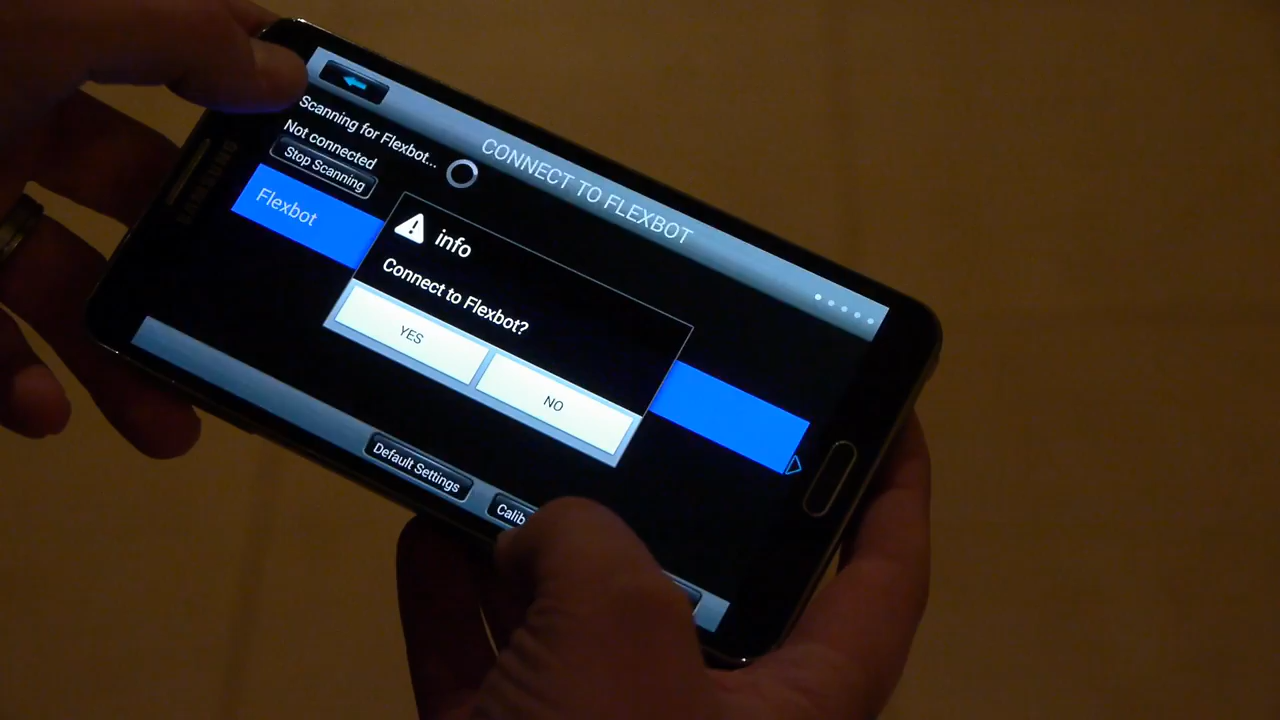 Scanning for Flexbot...
CONNECT TO FLEXBOT
Not connected
Stop Scanning
Flexbot
info
Connect to Flexbot?
YES
NO
Default Settings
Calib
SAMSUNG